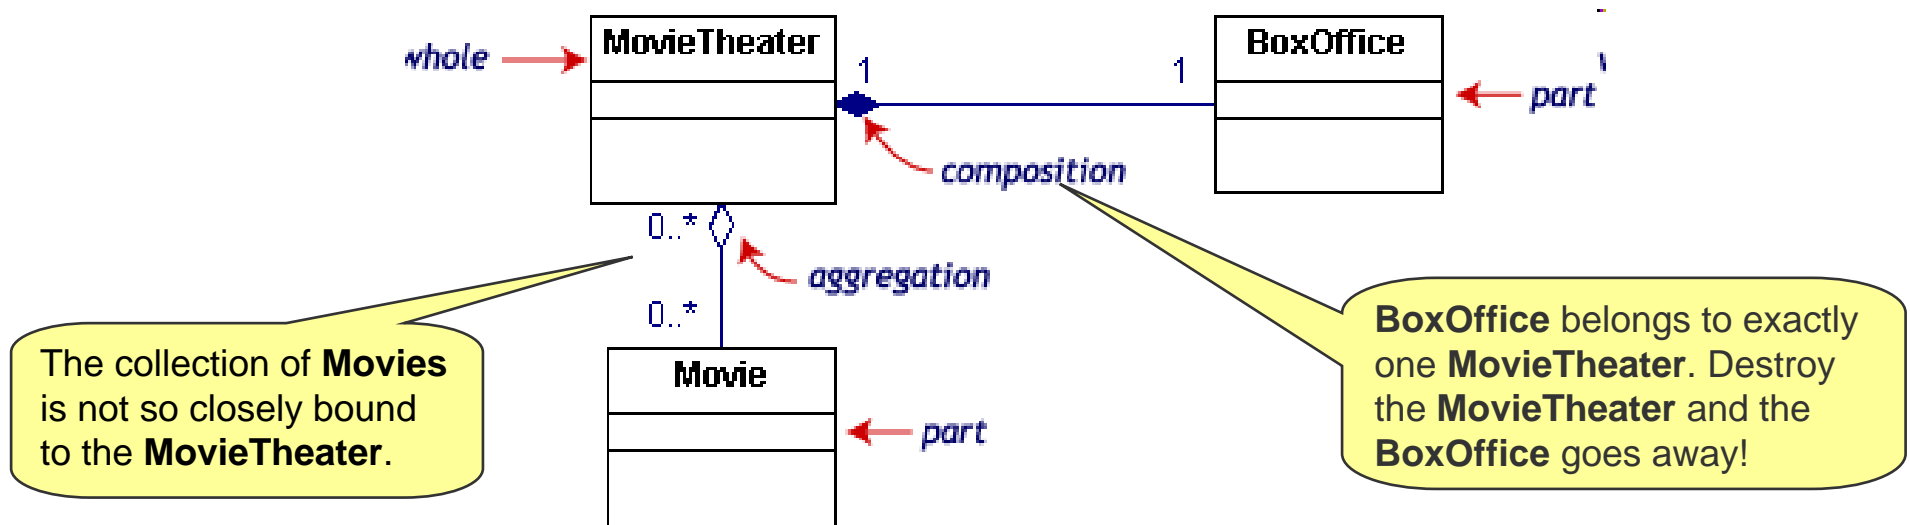 whole
MovieTheater
BoxOffice
1
1
part
composition
0..*
aggregation
0..*
The collection of Movies
is not so closely bound
to the MovieTheater.
Movie
part
BoxOffice belongs to exactly
one MovieTheater. Destroy
the MovieTheater and the
BoxOffice goes away!